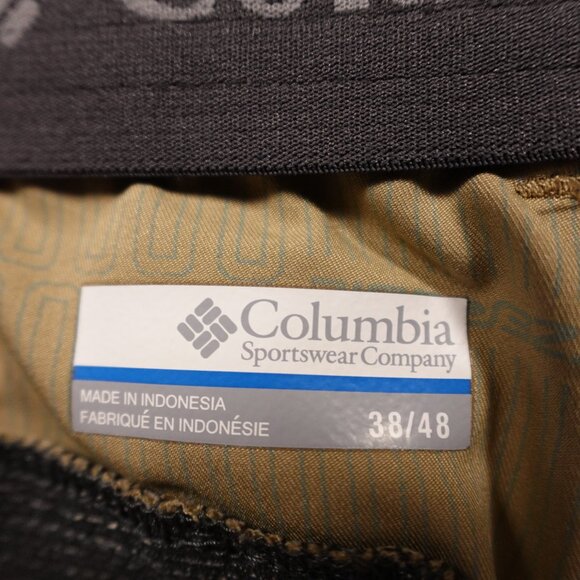 Columbia
Sportswear Company
MADE IN INDONESIA
FABRIQUÉ EN INDONÉSIE
38/48